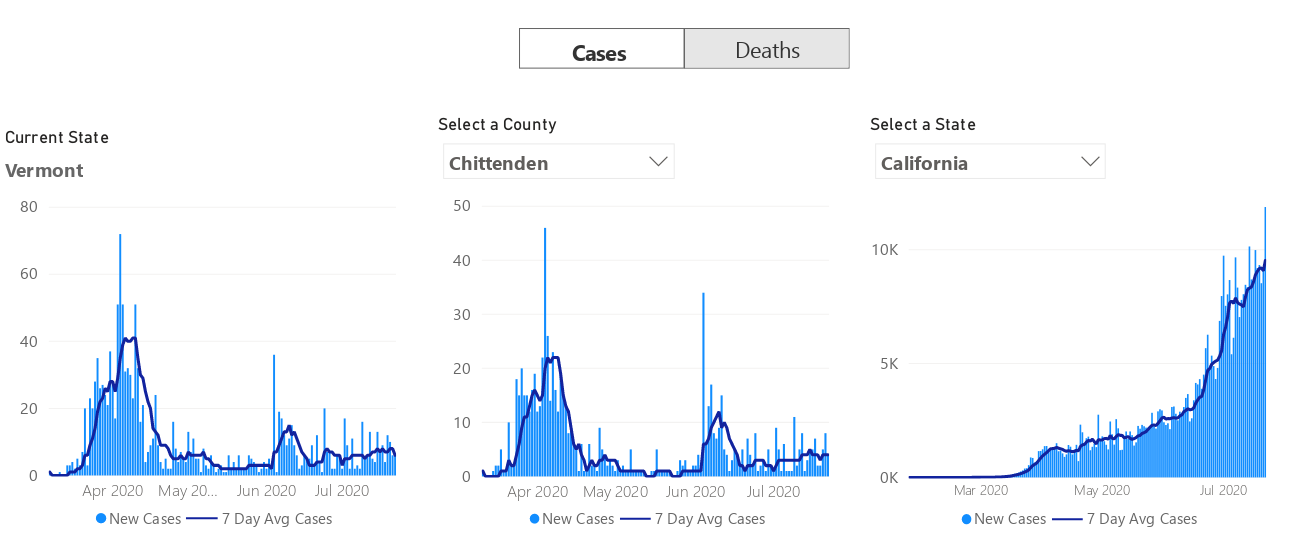 Cases Deaths
Current State
Vermont
80
60
40
20
0
Apr 2020 May 20... Jun 2020 Jul 2020
New Cases 7 Day Avg Cases
Select a County
Chittenden
50
40
30
20
10
0
Apr 2020 May 2020 Jun 2020 Jul 2020
New Cases 7 Day Avg Cases
Select a State
California
10K
5K
0K
Mar 2020 May 2020 Jul 2020
New Cases 7 Day Avg Cases